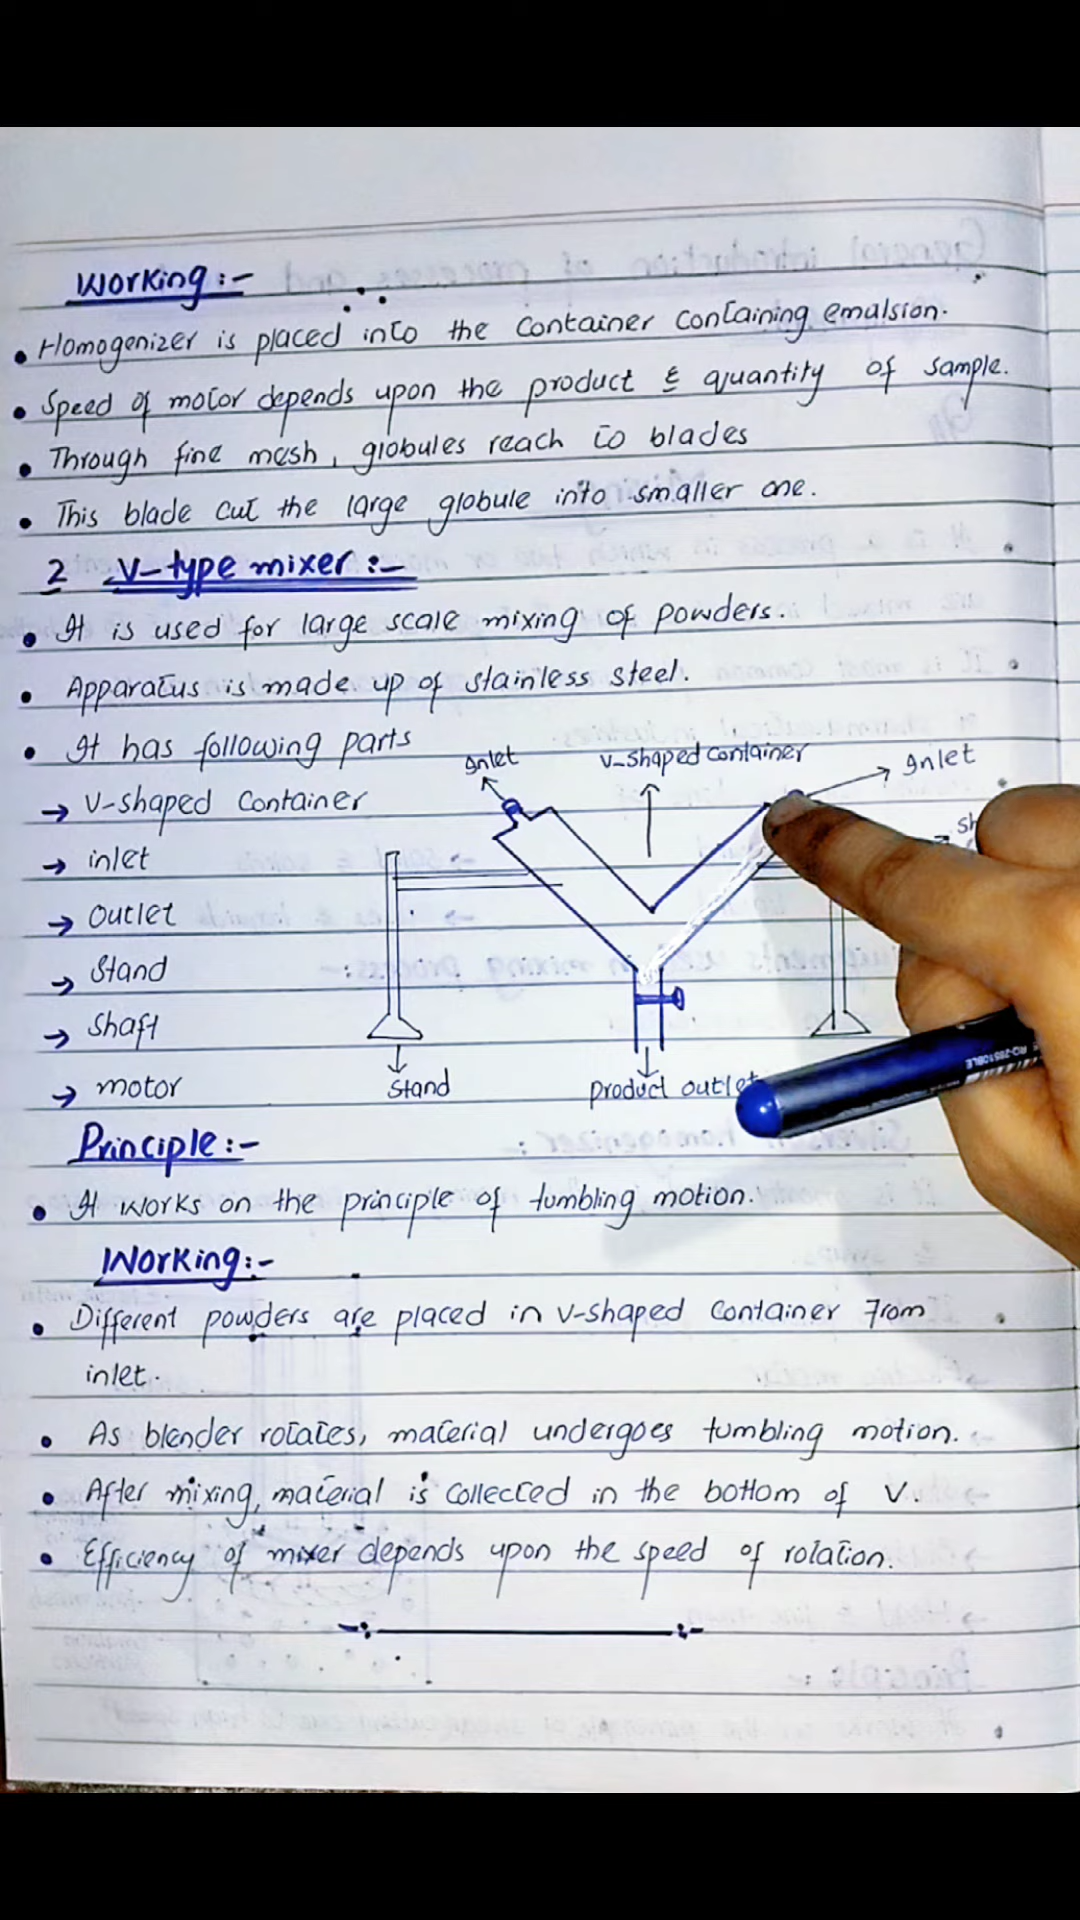 Working :-
• Homogenizer is placed into the container containing emulsion.
• Speed of motor depends upon the product & quantity of sample.
• Through fine mesh, globules reach to blades
• This blade cut the large globule into smaller one.
2 V-type mixer :-
• It is used for large scale mixing of powders.
• Apparatus is made up of stainless steel.
• It has following parts
→ V-shaped container
→ inlet
→ outlet
→ Stand
→ Shaft
→ motor
Inlet
V-shaped container
Inlet
Stand
Product outlet
Principle :-
• It works on the principle of tumbling motion.
Working :-
• Different powders are placed in V-shaped container from
inlet.
• As blender rotates, material undergoes tumbling motion.
• After mixing, material is collected in the bottom of V.
• Efficiency of mixer depends upon the speed of rotation.